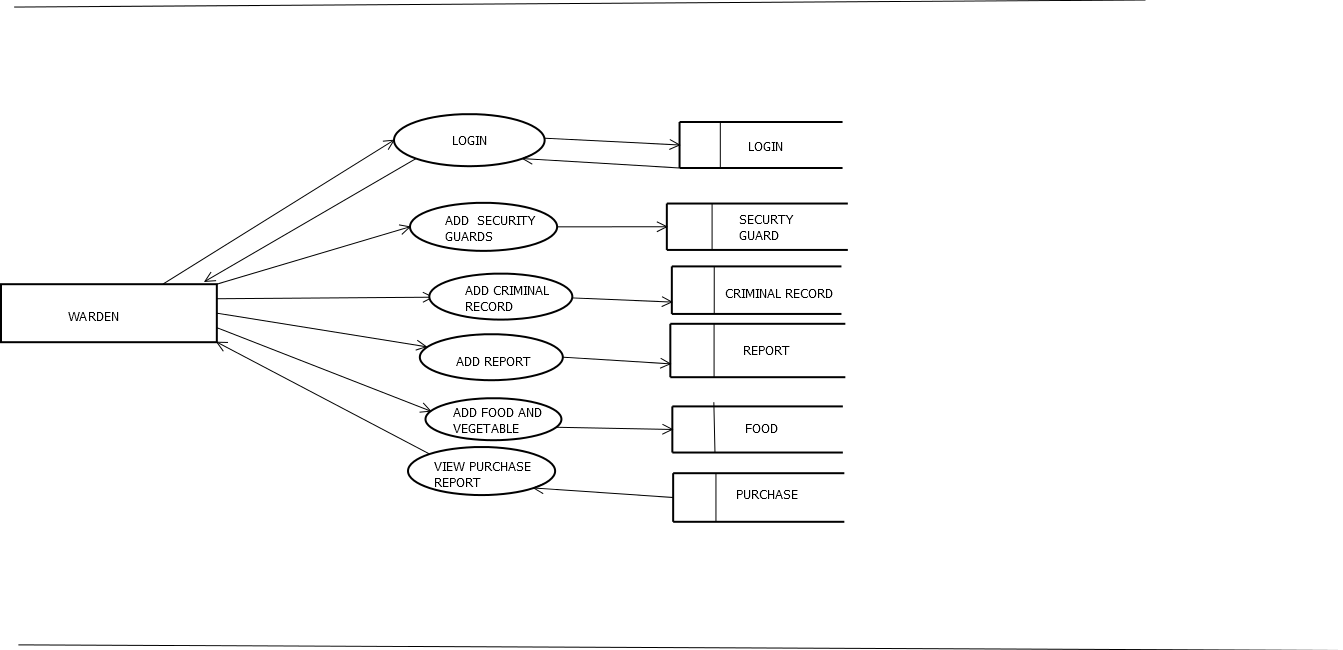 LOGIN
LOGIN
ADD SECURITY
GUARDS
SECURTY
GUARD
ADD CRIMINAL
RECORD
CRIMINAL RECORD
WARDEN
ADD REPORT
REPORT
ADD FOOD AND
VEGETABLE
FOOD
VIEW PURCHASE
REPORT
PURCHASE